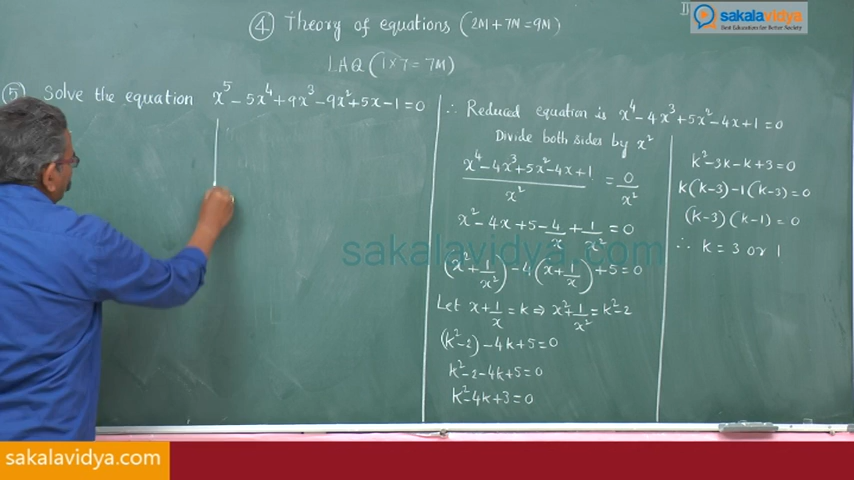 ④ Theory of equations (2M+7M=9M)
LAQ (1×7=7M)
⑤ Solve the equation x⁵-5x⁴+9x³-9x²+5x-1=0
∴ Reduced equation is x⁴-4x³+5x²-4x+1=0
Divide both sides by x²
x⁴-4x³+5x²-4x+1/x² = 0/x²
x²-4x+5-4/x+1/x²=0
(x²+1/x²)-4(x+1/x)+5=0
Let x+1/x=k⇒x²+1/x²=k²-2
(k²-2)-4k+5=0
k²-2-4k+5=0
k²-4k+3=0
k²-3k-k+3=0
k(k-3)-1(k-3)=0
(k-3)(k-1)=0
∴ k=3 or 1
sakalavidya
Best Education for Better Society
sakalavidya.com
sakalavidya.com